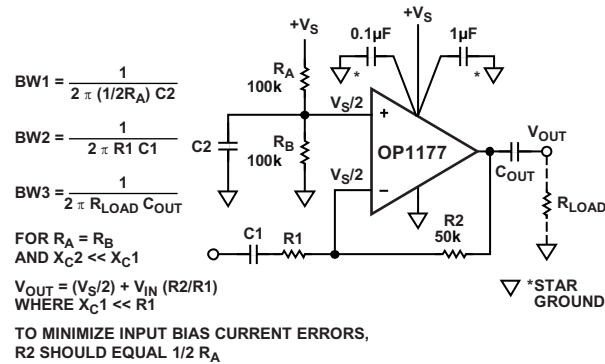 +VS
0.1µF
1µF
*
*
BW1 = 1 / 2 π (1/2RA) C2
RA
100k
VS/2
+
C2
RB
100k
OP1177
VOUT
BW2 = 1 / 2 π R1 C1
VS/2
–
COUT
BW3 = 1 / 2 π RLOAD COUT
RLOAD
C1
R1
R2
50k
FOR RA = RB
AND XC2 << XC1
VOUT = (VS/2) + VIN (R2/R1)
WHERE XC1 << R1
*STAR
GROUND
TO MINIMIZE INPUT BIAS CURRENT ERRORS,
R2 SHOULD EQUAL 1/2 RA
+VS